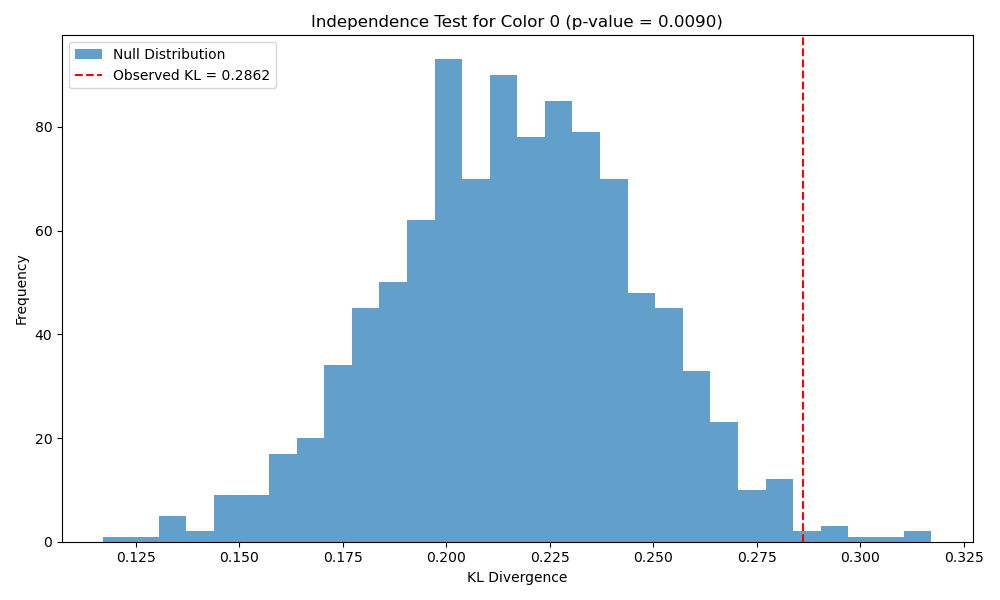 Independence Test for Color 0 (p-value = 0.0090)
Null Distribution
Observed KL = 0.2862
Frequency
80
60
40
20
0
0.125 0.150 0.175 0.200 0.225 0.250 0.275 0.300 0.325
KL Divergence